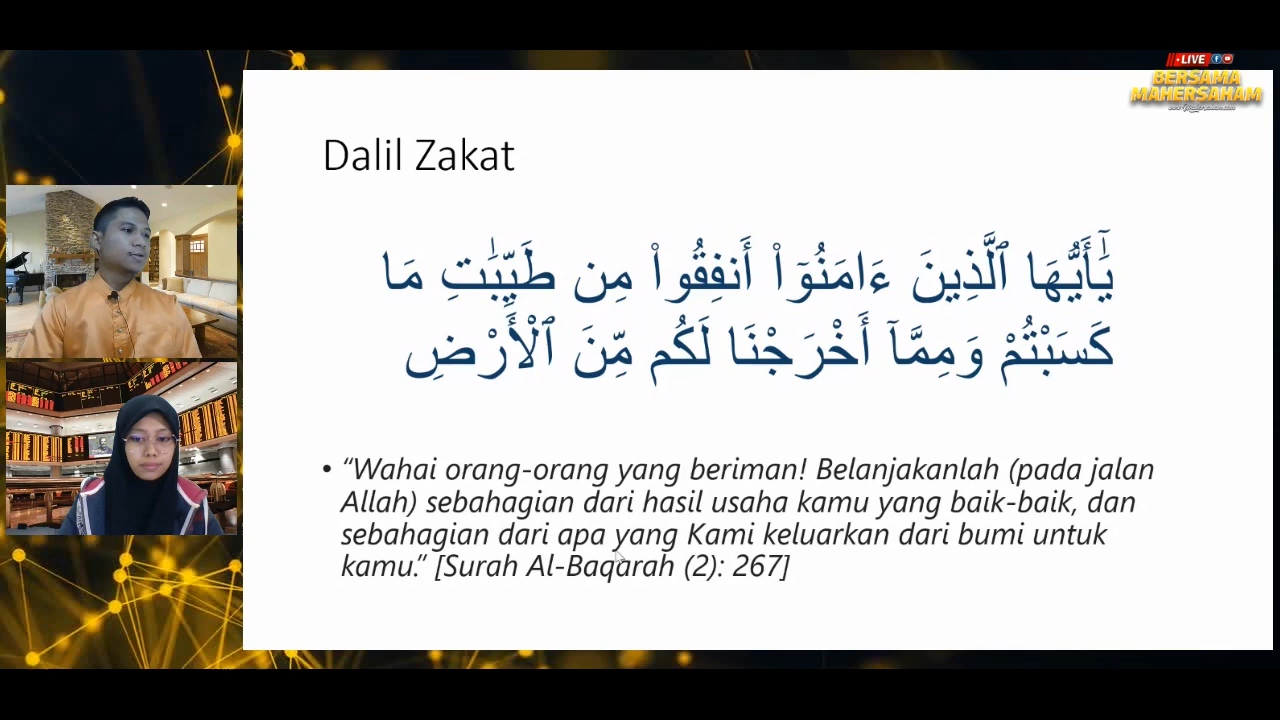 LIVE
BERSAMA
MAHERSAHAM
Dalil Zakat
يَٰٓأَيُّهَا ٱلَّذِينَ ءَامَنُوٓا۟ أَنفِقُوا۟ مِن طَيِّبَٰتِ مَا
كَسَبْتُمْ وَمِمَّآ أَخْرَجْنَا لَكُم مِّنَ ٱلْأَرْضِ
• “Wahai orang-orang yang beriman! Belanjakanlah (pada jalan
Allah) sebahagian dari hasil usaha kamu yang baik-baik, dan
sebahagian dari apa yang Kami keluarkan dari bumi untuk
kamu.” [Surah Al-Baqarah (2): 267]